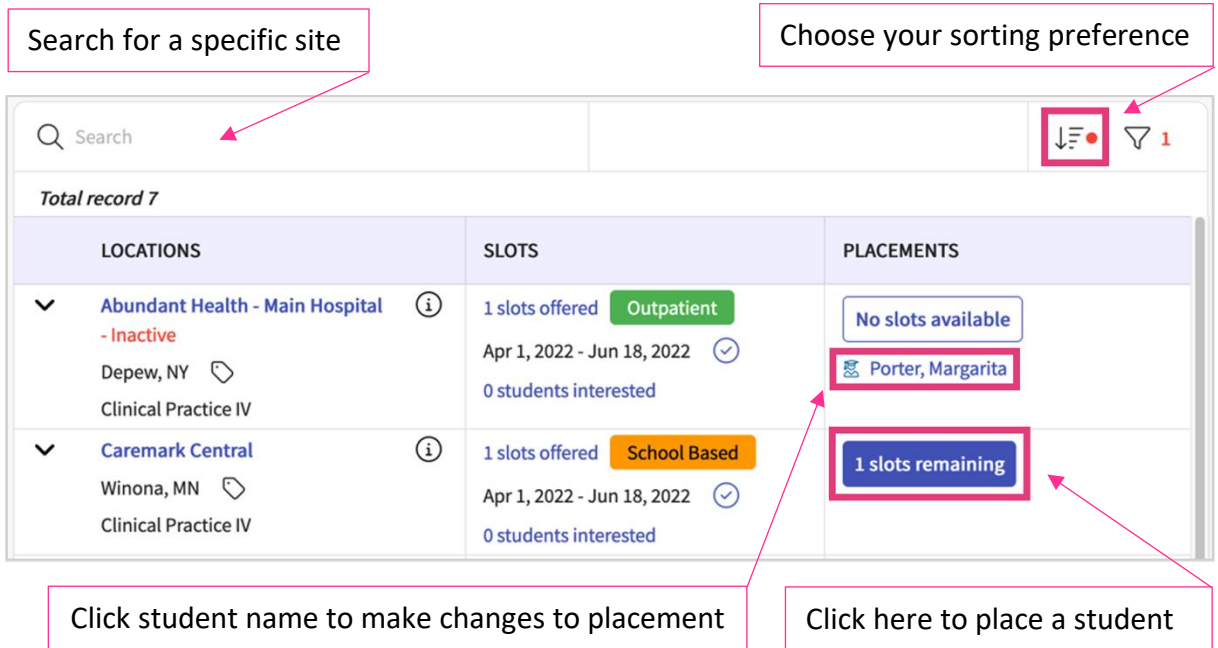 Search for a specific site
Choose your sorting preference
Search
1
Total record 7
LOCATIONS
SLOTS
PLACEMENTS
Abundant Health - Main Hospital
- Inactive
Depew, NY
Clinical Practice IV
1 slots offered
Outpatient
Apr 1, 2022 - Jun 18, 2022
0 students interested
No slots available
Porter, Margarita
Caremark Central
Winona, MN
Clinical Practice IV
1 slots offered
School Based
Apr 1, 2022 - Jun 18, 2022
0 students interested
1 slots remaining
Click student name to make changes to placement
Click here to place a student